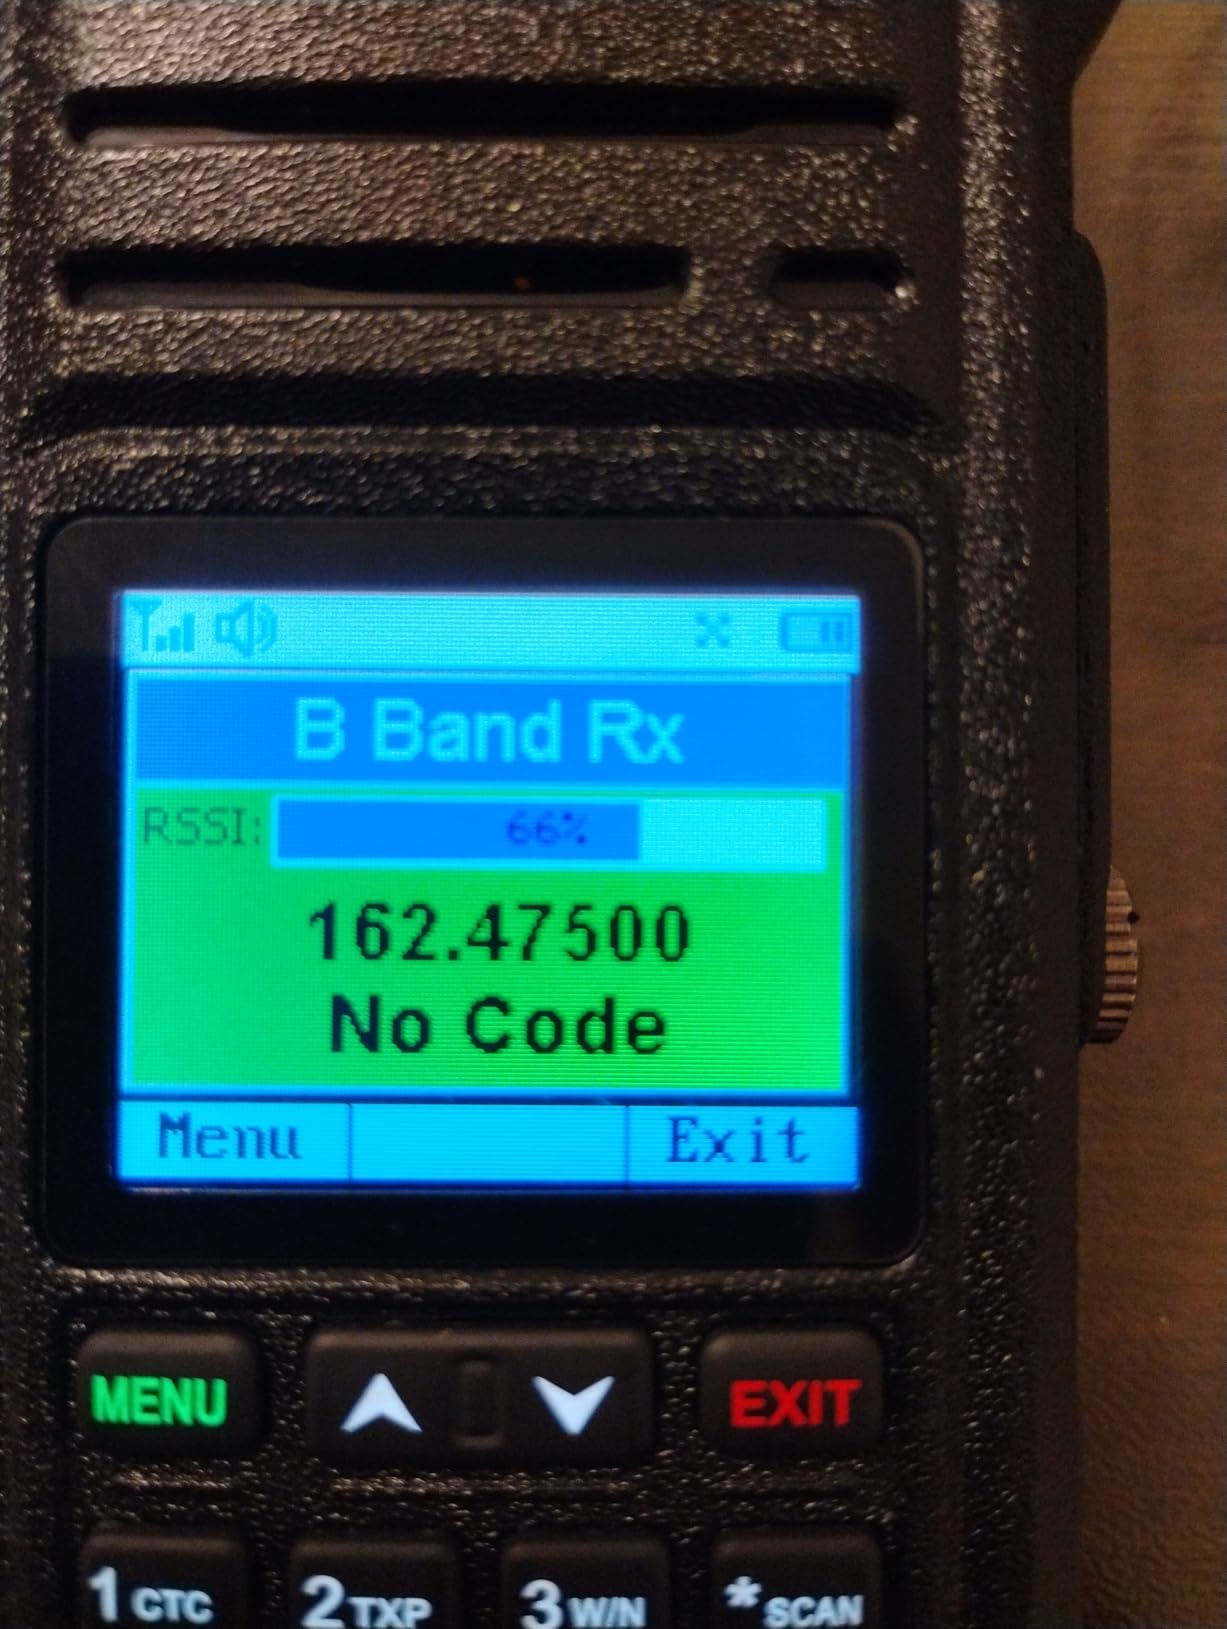 B Band Rx
RSSI: 66%
162.47500
No Code
Menu Exit
MENU EXIT
1 CTC 2 TXP 3 W/N * SCAN